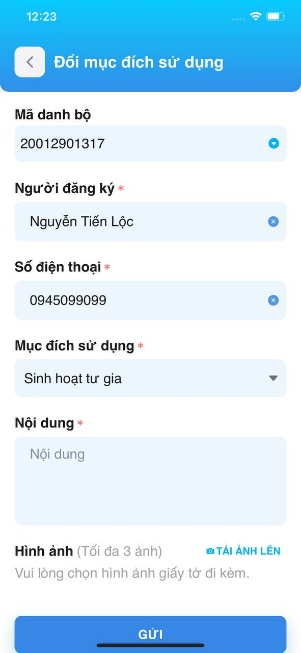 12:23
Đổi mục đích sử dụng
Mã danh bộ
20012901317
Người đăng ký *
Nguyễn Tiến Lộc
Số điện thoại *
0945099099
Mục đích sử dụng *
Sinh hoạt tư gia
Nội dung *
Nội dung
Hình ảnh (Tối đa 3 ảnh)
TẢI ẢNH LÊN
Vui lòng chọn hình ảnh giấy tờ đi kèm.
GỬI